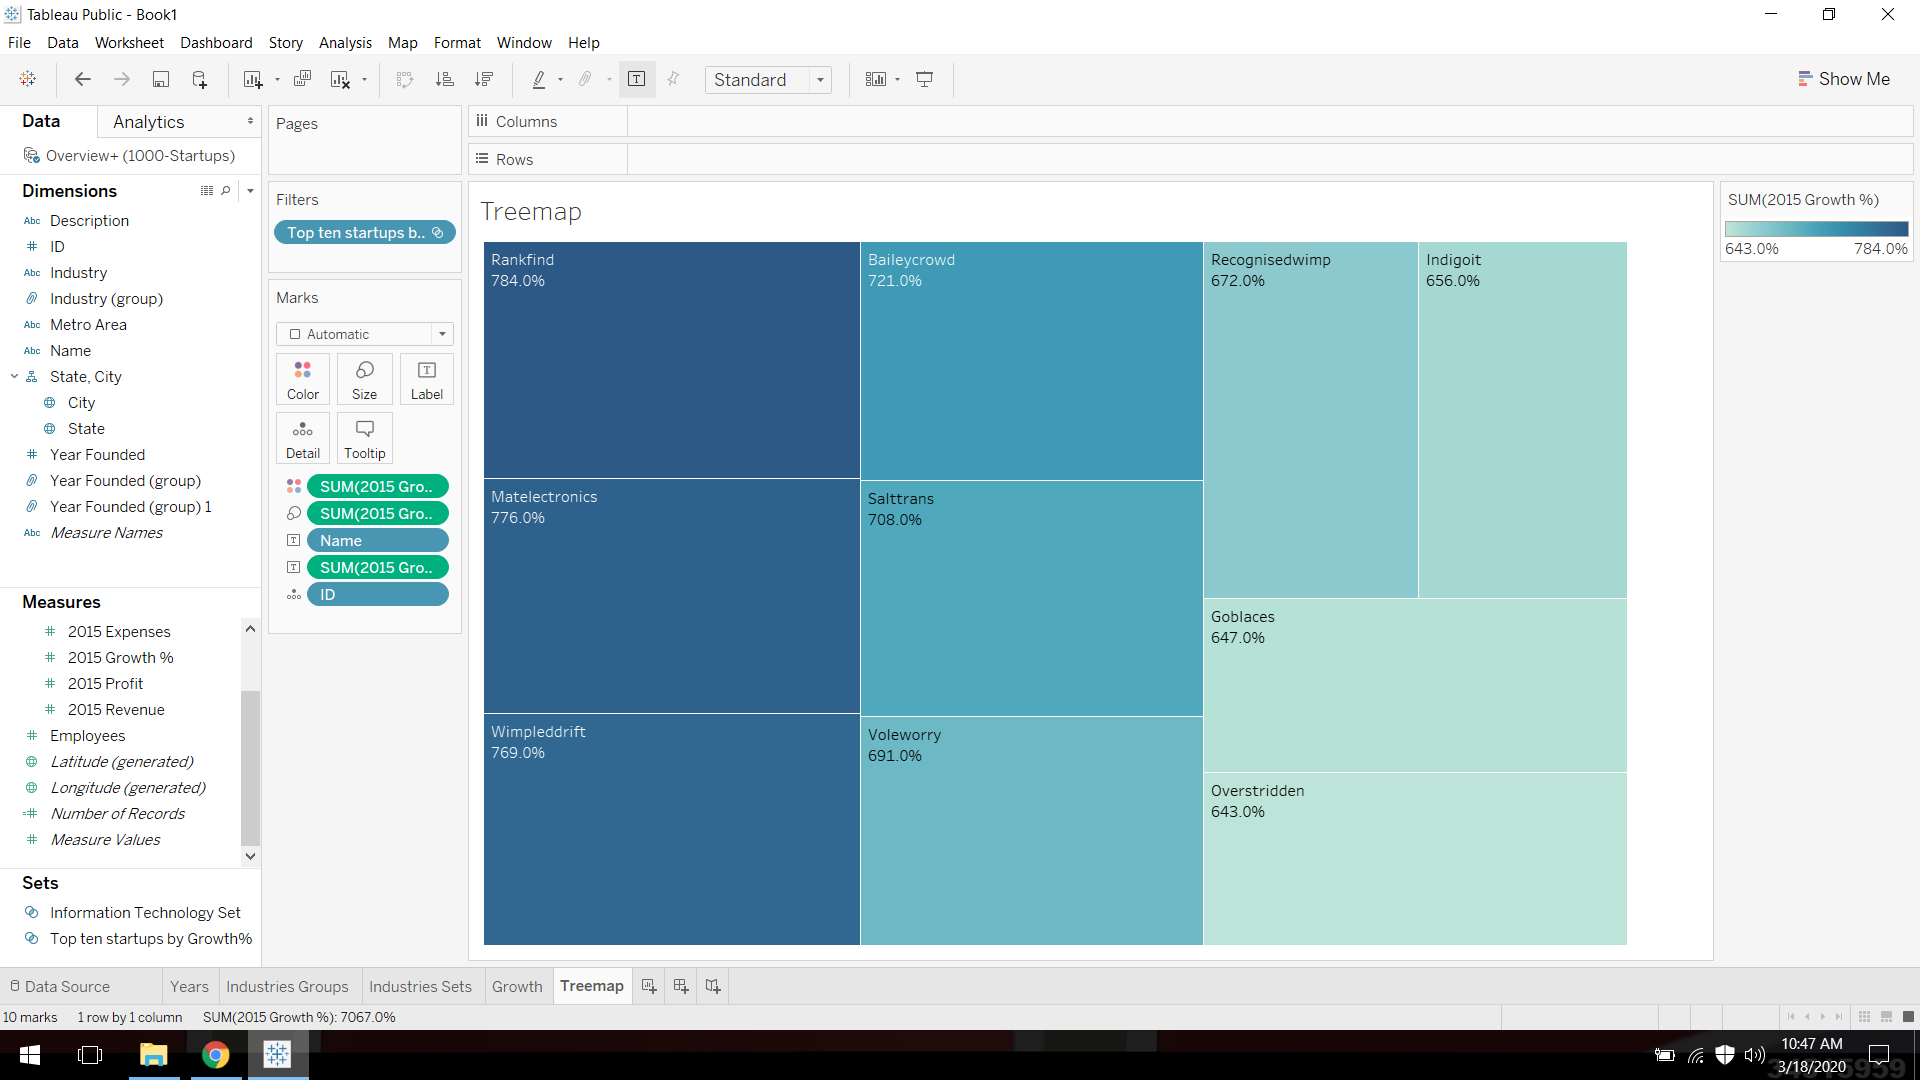 Tableau Public - Book1
File Data Worksheet Dashboard Story Analysis Map Format Window Help
Standard
Show Me
Data Analytics
Overview+ (1000-Startups)
Dimensions
Abc Description
ID
Abc Industry
Industry (group)
Abc Metro Area
Abc Name
State, City
City
State
Year Founded
Year Founded (group)
Year Founded (group) 1
Abc Measure Names
Measures
2015 Expenses
2015 Growth %
2015 Profit
2015 Revenue
Employees
Latitude (generated)
Longitude (generated)
Number of Records
Measure Values
Sets
Information Technology Set
Top ten startups by Growth%
Pages
Filters
Top ten startups b..
Marks
Automatic
Color Size Label
Detail Tooltip
SUM(2015 Gro..
SUM(2015 Gro..
Name
SUM(2015 Gro..
ID
Columns
Rows
Treemap
Rankfind
784.0%
Matelectronics
776.0%
Wimpleddrift
769.0%
Baileycrowd
721.0%
Salttrans
708.0%
Voleworry
691.0%
Recognisedwimp
672.0%
Indigoit
656.0%
Goblaces
647.0%
Overstridden
643.0%
SUM(2015 Growth %)
643.0% 784.0%
Data Source Years Industries Groups Industries Sets Growth Treemap
10 marks 1 row by 1 column SUM(2015 Growth %): 7067.0%
10:47 AM
3/18/2020